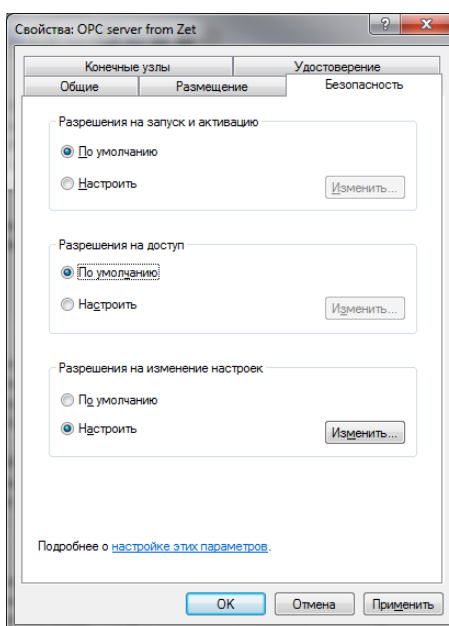 Свойства: OPC server from Zet
Конечные узлы Удостоверение
Общие Размещение Безопасность
Разрешения на запуск и активацию
По умолчанию
Настроить Изменить...
Разрешения на доступ
По умолчанию
Настроить Изменить...
Разрешения на изменение настроек
По умолчанию
Настроить Изменить...
Подробнее о настройке этих параметров.
OK Отмена Применить